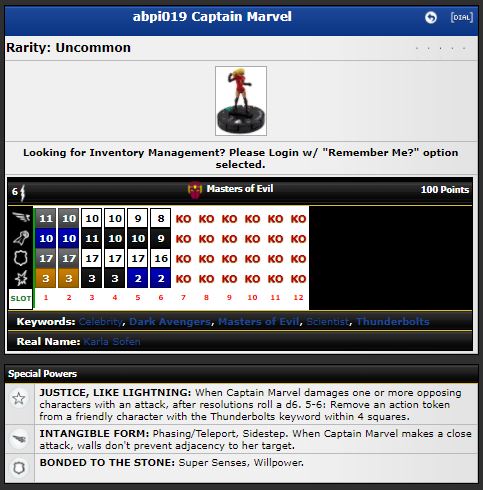 abpi019 Captain Marvel
[DIAL]
Rarity: Uncommon
Looking for Inventory Management? Please Login w/ "Remember Me?" option
selected.
6 Masters of Evil 100 Points
11 10 10 10 9 8 KO KO KO KO KO KO
10 10 11 10 10 9 KO KO KO KO KO KO
17 17 17 17 17 16 KO KO KO KO KO KO
3 3 3 3 2 2 KO KO KO KO KO KO
SLOT 1 2 3 4 5 6 7 8 9 10 11 12
Keywords: Celebrity, Dark Avengers, Masters of Evil, Scientist, Thunderbolts
Real Name: Karla Sofen
Special Powers
JUSTICE, LIKE LIGHTNING: When Captain Marvel damages one or more opposing
characters with an attack, after resolutions roll a d6. 5-6: Remove an action token
from a friendly character with the Thunderbolts keyword within 4 squares.
INTANGIBLE FORM: Phasing/Teleport, Sidestep. When Captain Marvel makes a close
attack, walls don't prevent adjacency to her target.
BONDED TO THE STONE: Super Senses, Willpower.